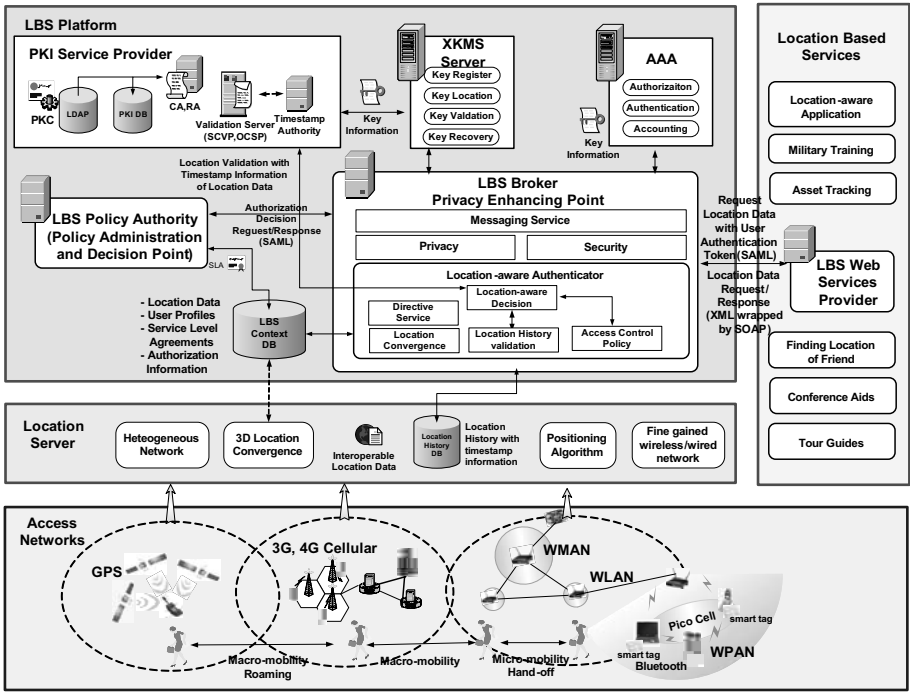 LBS Platform
PKI Service Provider
PKC
LDAP
PKI DB
CA,RA
Validation Server
(SCVP,OCSP)
Timestamp
Authority
Key
Information
XKMS
Server
Key Register
Key Location
Key Valdation
Key Recovery
AAA
Authorizaiton
Authentication
Accounting
Key
Information
Location Validation with
Timestamp Information
of Location Data
LBS Policy Authority
(Policy Administration
and Decision Point)
Authorization
Decision
Reguest/Response
(SAML)
SLA
- Location Data
- User Profiles
- Service Level
Agreements
- Authorization
Information
LBS
Context
DB
LBS Broker
Privacy Enhancing Point
Messaging Service
Privacy
Security
Location -aware Authenticator
Location-aware
Decision
Directive
Service
Location
Convergence
Location History
validation
Access Control
Policy
Request
Location Data
with User
Authentication
Token(SAML)
Location Data
Request/
Response
(XML wrapped
by SOAP)
Location Based
Services
Location -aware
Application
Military Training
Asset Tracking
LBS Web
Services
Provider
Finding Location
of Friend
Conference Aids
Tour Guides
Location
Server
Heteogeneous
Network
3D Location
Convergence
Interoperable
Location Data
Location
History
DB
Location
History with
timestamp
information
Positioning
Algorithm
Fine gained
wireless/wired
network
Access
Networks
GPS
3G, 4G Cellular
WMAN
WLAN
Pico Cell
smart tag
smart tag
WPAN
Bluetooth
Macro-mobility
Roaming
Macro-mobility
Micro-mobility
Hand-off